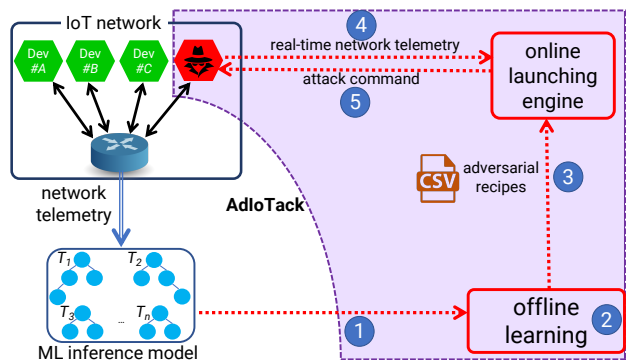 IoT network
Dev
#A
Dev
#B
Dev
#C
4
real-time network telemetry
attack command
5
online
launching
engine
network
telemetry
AdIoTack
CSV
adversarial
recipes
3
T1
T2
T3
...
Tn
ML inference model
1
offline
learning
2